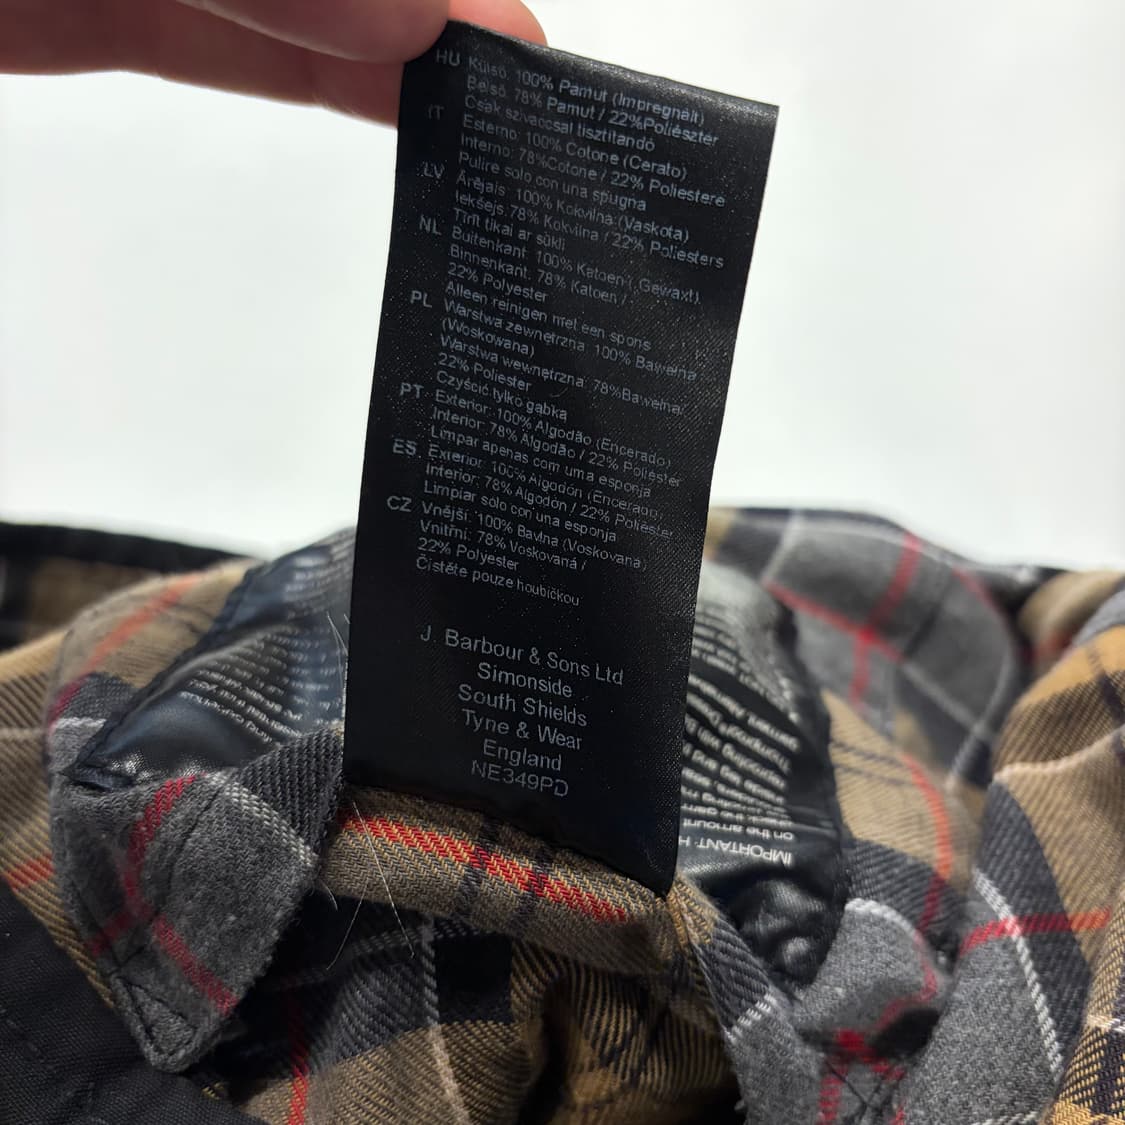 HU Külső: 100% Pamut (Impregnált)
Belső: 78% Pamut / 22%Poliészter
Csak szivaccsal tisztítandó
IT Esterno: 100% Cotone (Cerato)
Interno: 78%Cotone / 22% Poliestere
Pulire solo con una spugna
LV Ārējais: 100% Kokvilna (Vaskota)
Iekšejs 78% Kokvilna / 22% Poliesters
Tīrīt tikai ar sūkli
NL Buitenkant: 100% Katoen ( Gewaxt)
Binnenkant: 78% Katoen /
22% Polyester
Alleen reinigen met een spons
PL Warstwa zewnętrzna: 100% Bawełna
(Woskowana)
Warstwa wewnętrzna: 78%Bawełna
22% Poliester
Czyścić tylko gąbką
PT Exterior: 100% Algodão (Encerado)
Interior: 78% Algodão / 22% Poliéster
Limpar apenas com uma esponja
ES Exterior: 100% Algodón (Encerado)
Interior: 78% Algodón / 22% Poliéster
Limpiar sólo con una esponja
CZ Vnější: 100% Bavlna (Voskovaná)
Vnitřní: 78% Voskovaná /
22% Polyester
Čistěte pouze houbičkou
J. Barbour & Sons Ltd
Simonside
South Shields
Tyne & Wear
England
NE349PD
IMPORTANT
on the amount